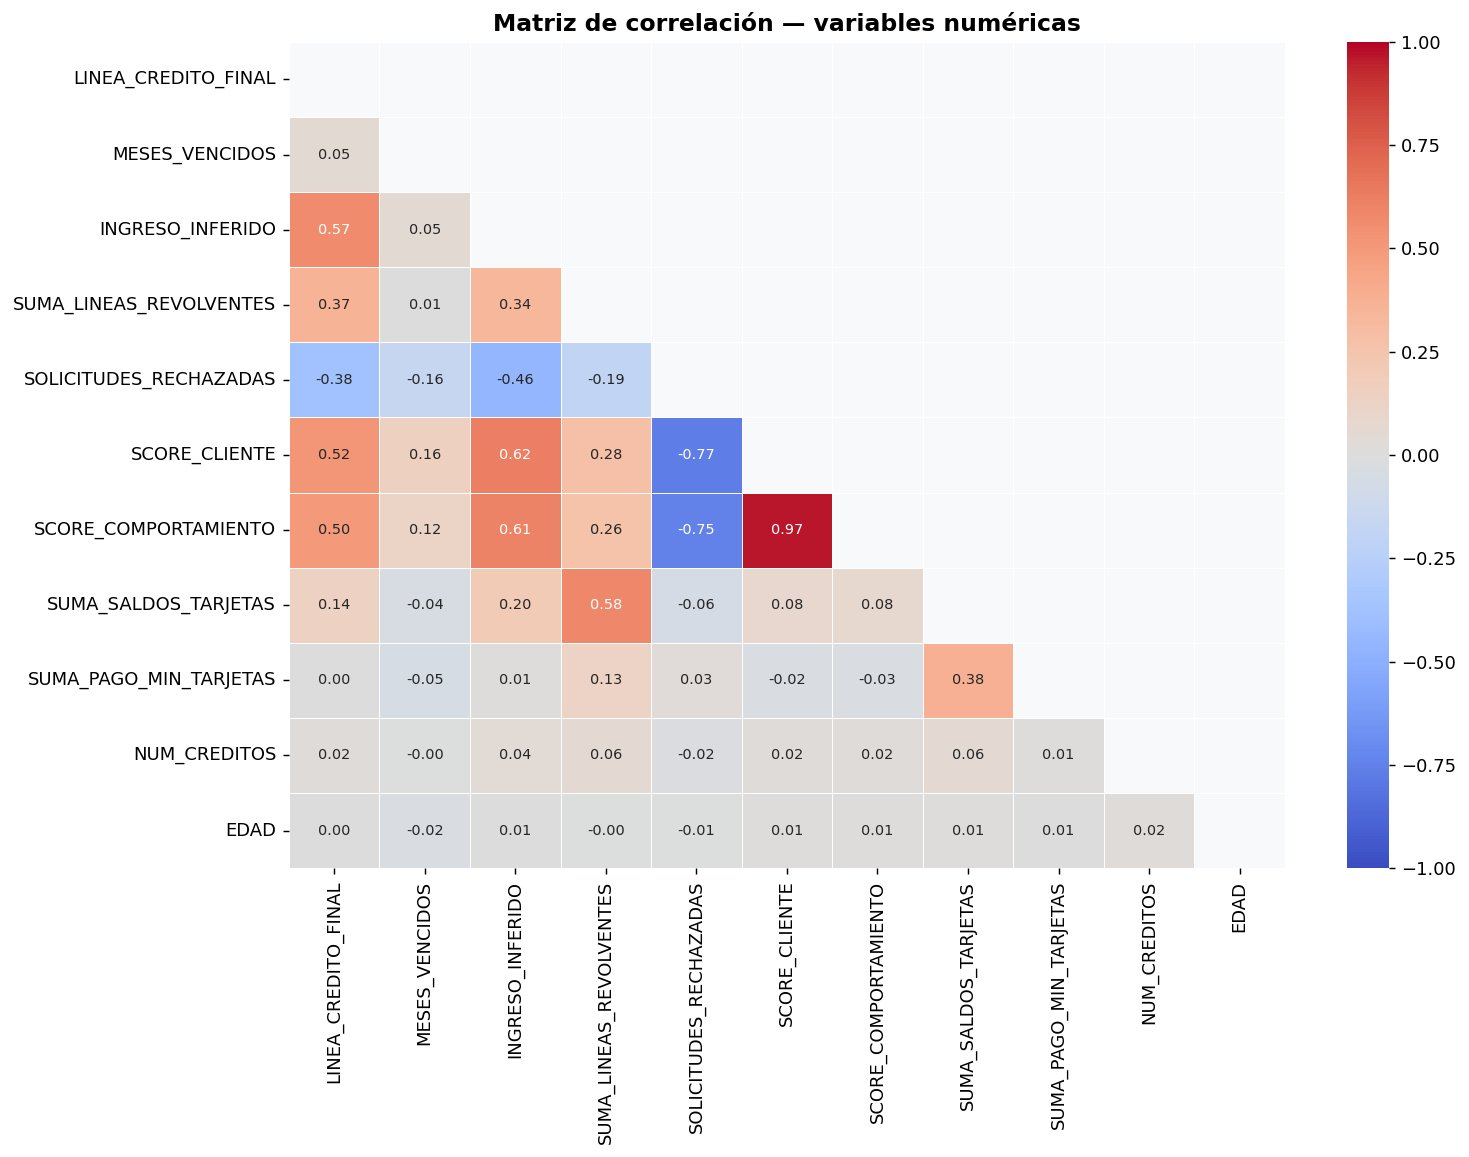 Matriz de correlación — variables numéricas
LINEA_CREDITO_FINAL
MESES_VENCIDOS 0.05
INGRESO_INFERIDO 0.57 0.05
SUMA_LINEAS_REVOLVENTES 0.37 0.01 0.34
SOLICITUDES_RECHAZADAS -0.38 -0.16 -0.46 -0.19
SCORE_CLIENTE 0.52 0.16 0.62 0.28 -0.77
SCORE_COMPORTAMIENTO 0.50 0.12 0.61 0.26 -0.75 0.97
SUMA_SALDOS_TARJETAS 0.14 -0.04 0.20 0.58 -0.06 0.08 0.08
SUMA_PAGO_MIN_TARJETAS 0.00 -0.05 0.01 0.13 0.03 -0.02 -0.03 0.38
NUM_CREDITOS 0.02 -0.00 0.04 0.06 -0.02 0.02 0.02 0.06 0.01
EDAD 0.00 -0.02 0.01 -0.00 -0.01 0.01 0.01 0.01 0.01 0.02
LINEA_CREDITO_FINAL
MESES_VENCIDOS
INGRESO_INFERIDO
SUMA_LINEAS_REVOLVENTES
SOLICITUDES_RECHAZADAS
SCORE_CLIENTE
SCORE_COMPORTAMIENTO
SUMA_SALDOS_TARJETAS
SUMA_PAGO_MIN_TARJETAS
NUM_CREDITOS
EDAD
1.00
0.75
0.50
0.25
0.00
−0.25
−0.50
−0.75
−1.00